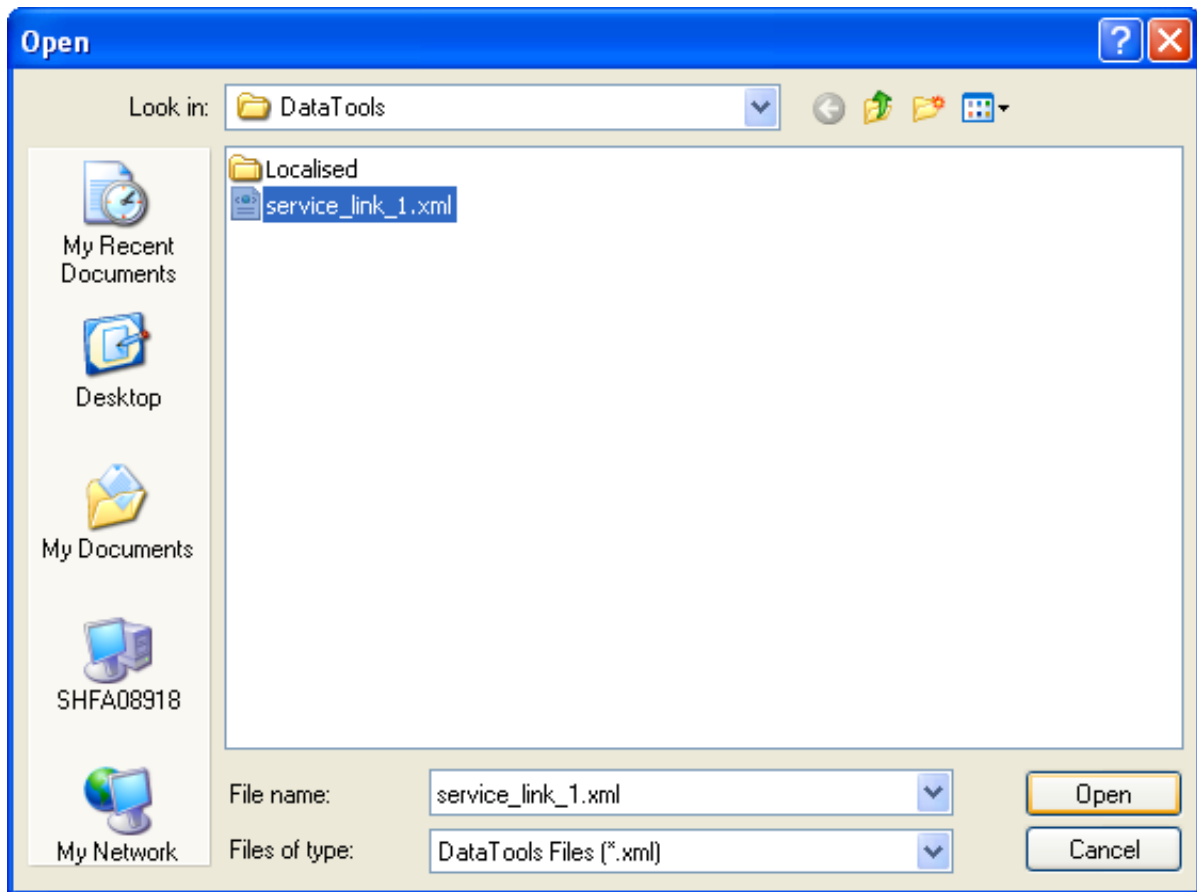 Open
Look in:
DataTools
Localised
service_link_1.xml
My Recent
Documents
Desktop
My Documents
SHFA08918
My Network
File name:
service_link_1.xml
Open
Files of type:
DataTools Files (*.xml)
Cancel